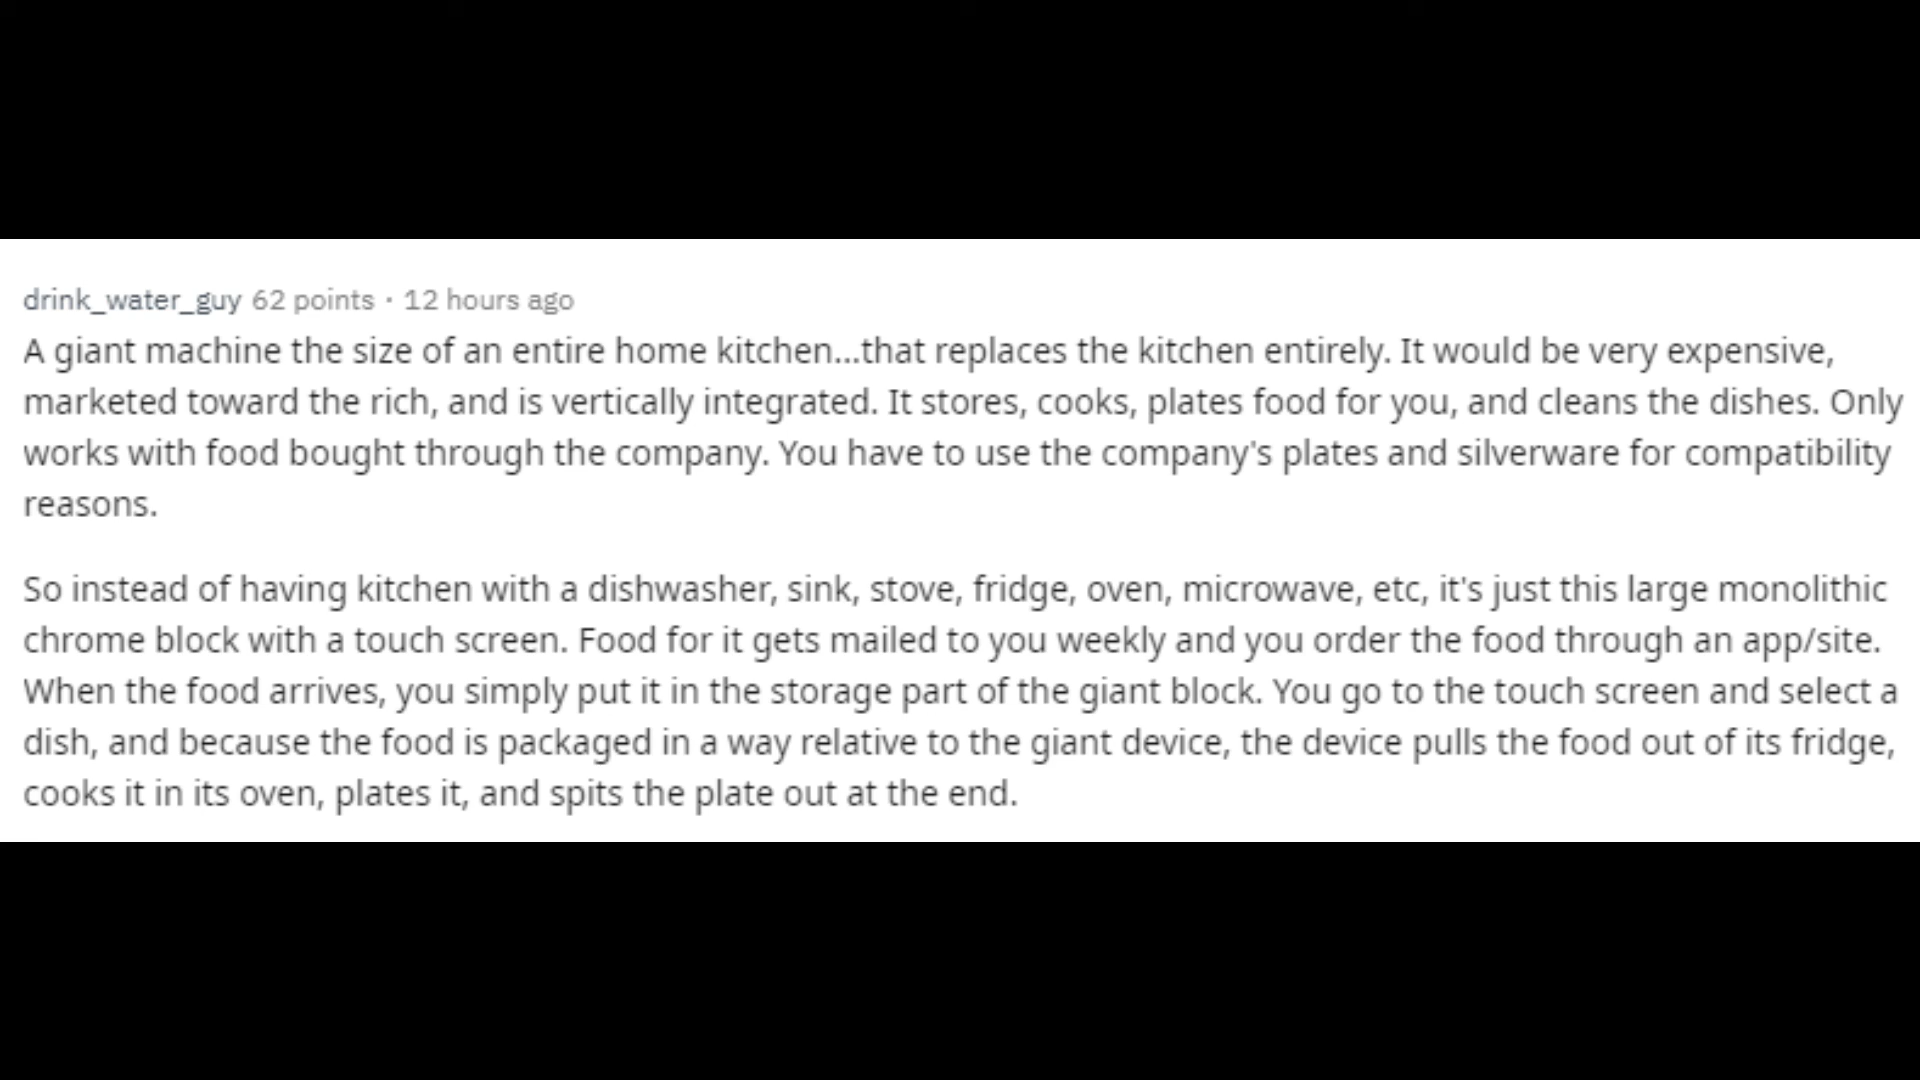 drink_water_guy 62 points · 12 hours ago
A giant machine the size of an entire home kitchen...that replaces the kitchen entirely. It would be very expensive,
marketed toward the rich, and is vertically integrated. It stores, cooks, plates food for you, and cleans the dishes. Only
works with food bought through the company. You have to use the company's plates and silverware for compatibility
reasons.
So instead of having kitchen with a dishwasher, sink, stove, fridge, oven, microwave, etc, it's just this large monolithic
chrome block with a touch screen. Food for it gets mailed to you weekly and you order the food through an app/site.
When the food arrives, you simply put it in the storage part of the giant block. You go to the touch screen and select a
dish, and because the food is packaged in a way relative to the giant device, the device pulls the food out of its fridge,
cooks it in its oven, plates it, and spits the plate out at the end.